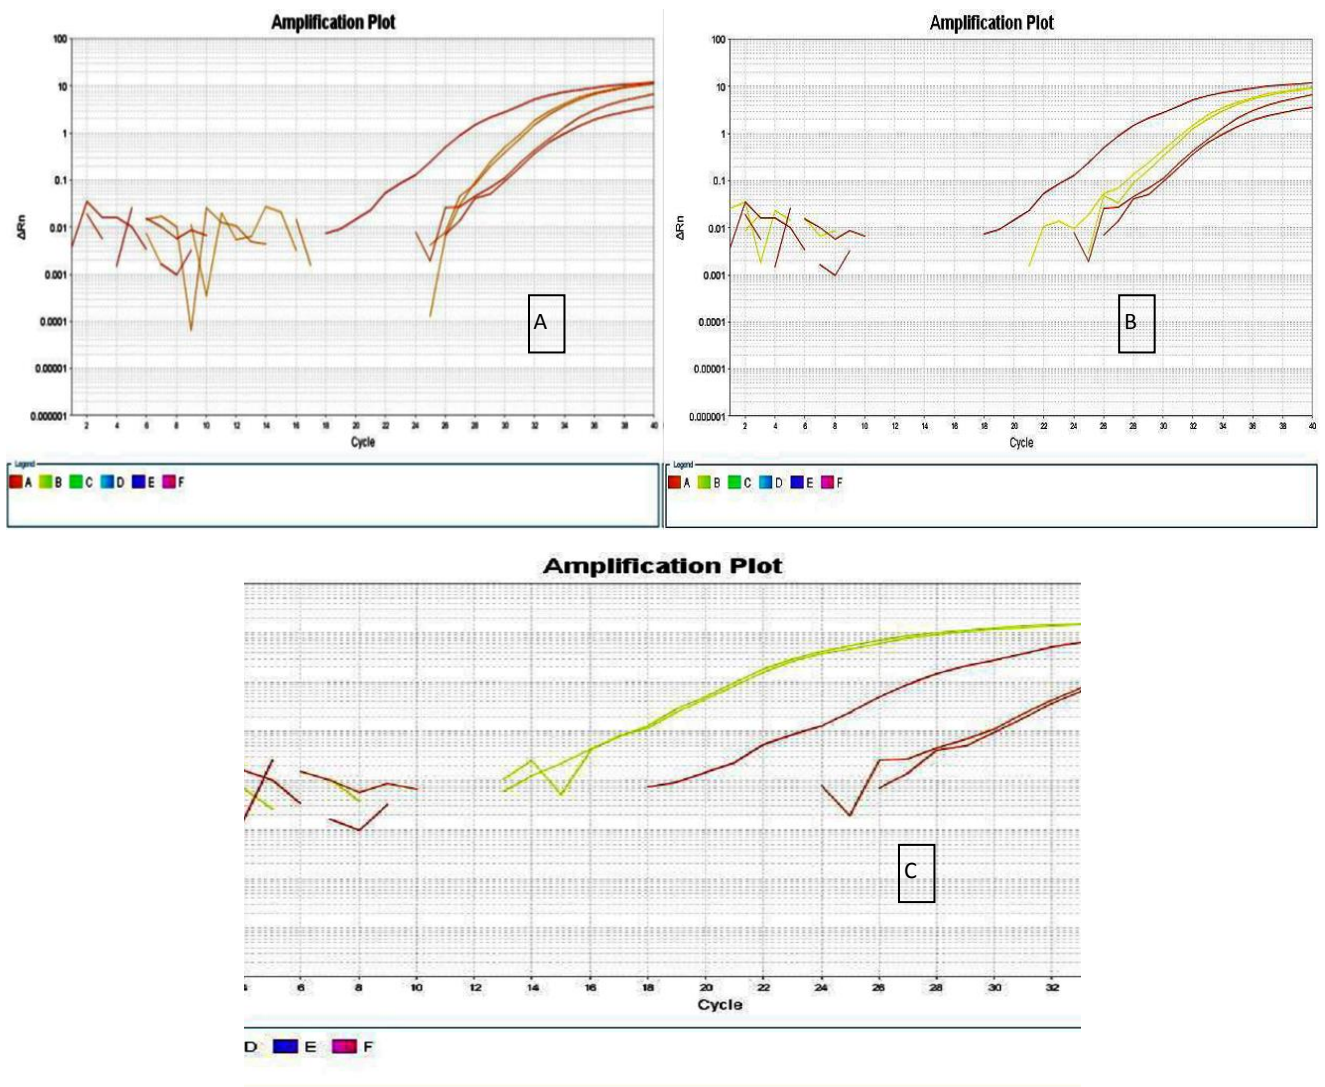 Amplification Plot
100
10
1
0.1
0.01
0.001
0.0001
0.00001
0.000001
ΔRn
2 4 6 8 10 12 14 16 18 20 22 24 26 28 30 32 34 36 38 40
Cycle
A
Legend
A B C D E F
Amplification Plot
100
10
1
0.1
0.01
0.001
0.0001
0.00001
0.000001
ΔRn
2 4 6 8 10 12 14 16 18 20 22 24 26 28 30 32 34 36 38 40
Cycle
B
Legend
A B C D E F
Amplification Plot
C
6 8 10 12 14 16 18 20 22 24 26 28 30 32
Cycle
D E F